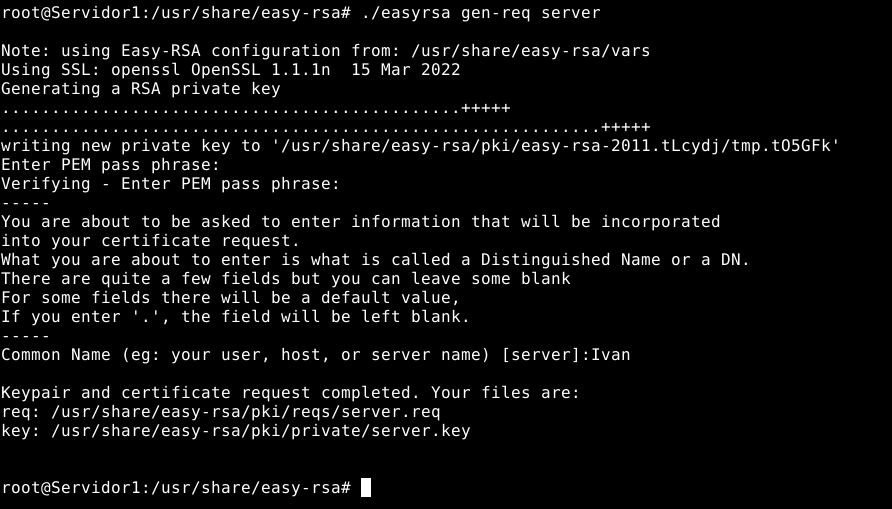 root@Servidor1:/usr/share/easy-rsa# ./easyrsa gen-req server
Note: using Easy-RSA configuration from: /usr/share/easy-rsa/vars
Using SSL: openssl OpenSSL 1.1.1n  15 Mar 2022
Generating a RSA private key
..............................................+++++
............................................................+++++
writing new private key to '/usr/share/easy-rsa/pki/easy-rsa-2011.tLcydj/tmp.tO5GFk'
Enter PEM pass phrase:
Verifying - Enter PEM pass phrase:
-----
You are about to be asked to enter information that will be incorporated
into your certificate request.
What you are about to enter is what is called a Distinguished Name or a DN.
There are quite a few fields but you can leave some blank
For some fields there will be a default value,
If you enter '.', the field will be left blank.
-----
Common Name (eg: your user, host, or server name) [server]:Ivan
Keypair and certificate request completed. Your files are:
req: /usr/share/easy-rsa/pki/reqs/server.req
key: /usr/share/easy-rsa/pki/private/server.key
root@Servidor1:/usr/share/easy-rsa#